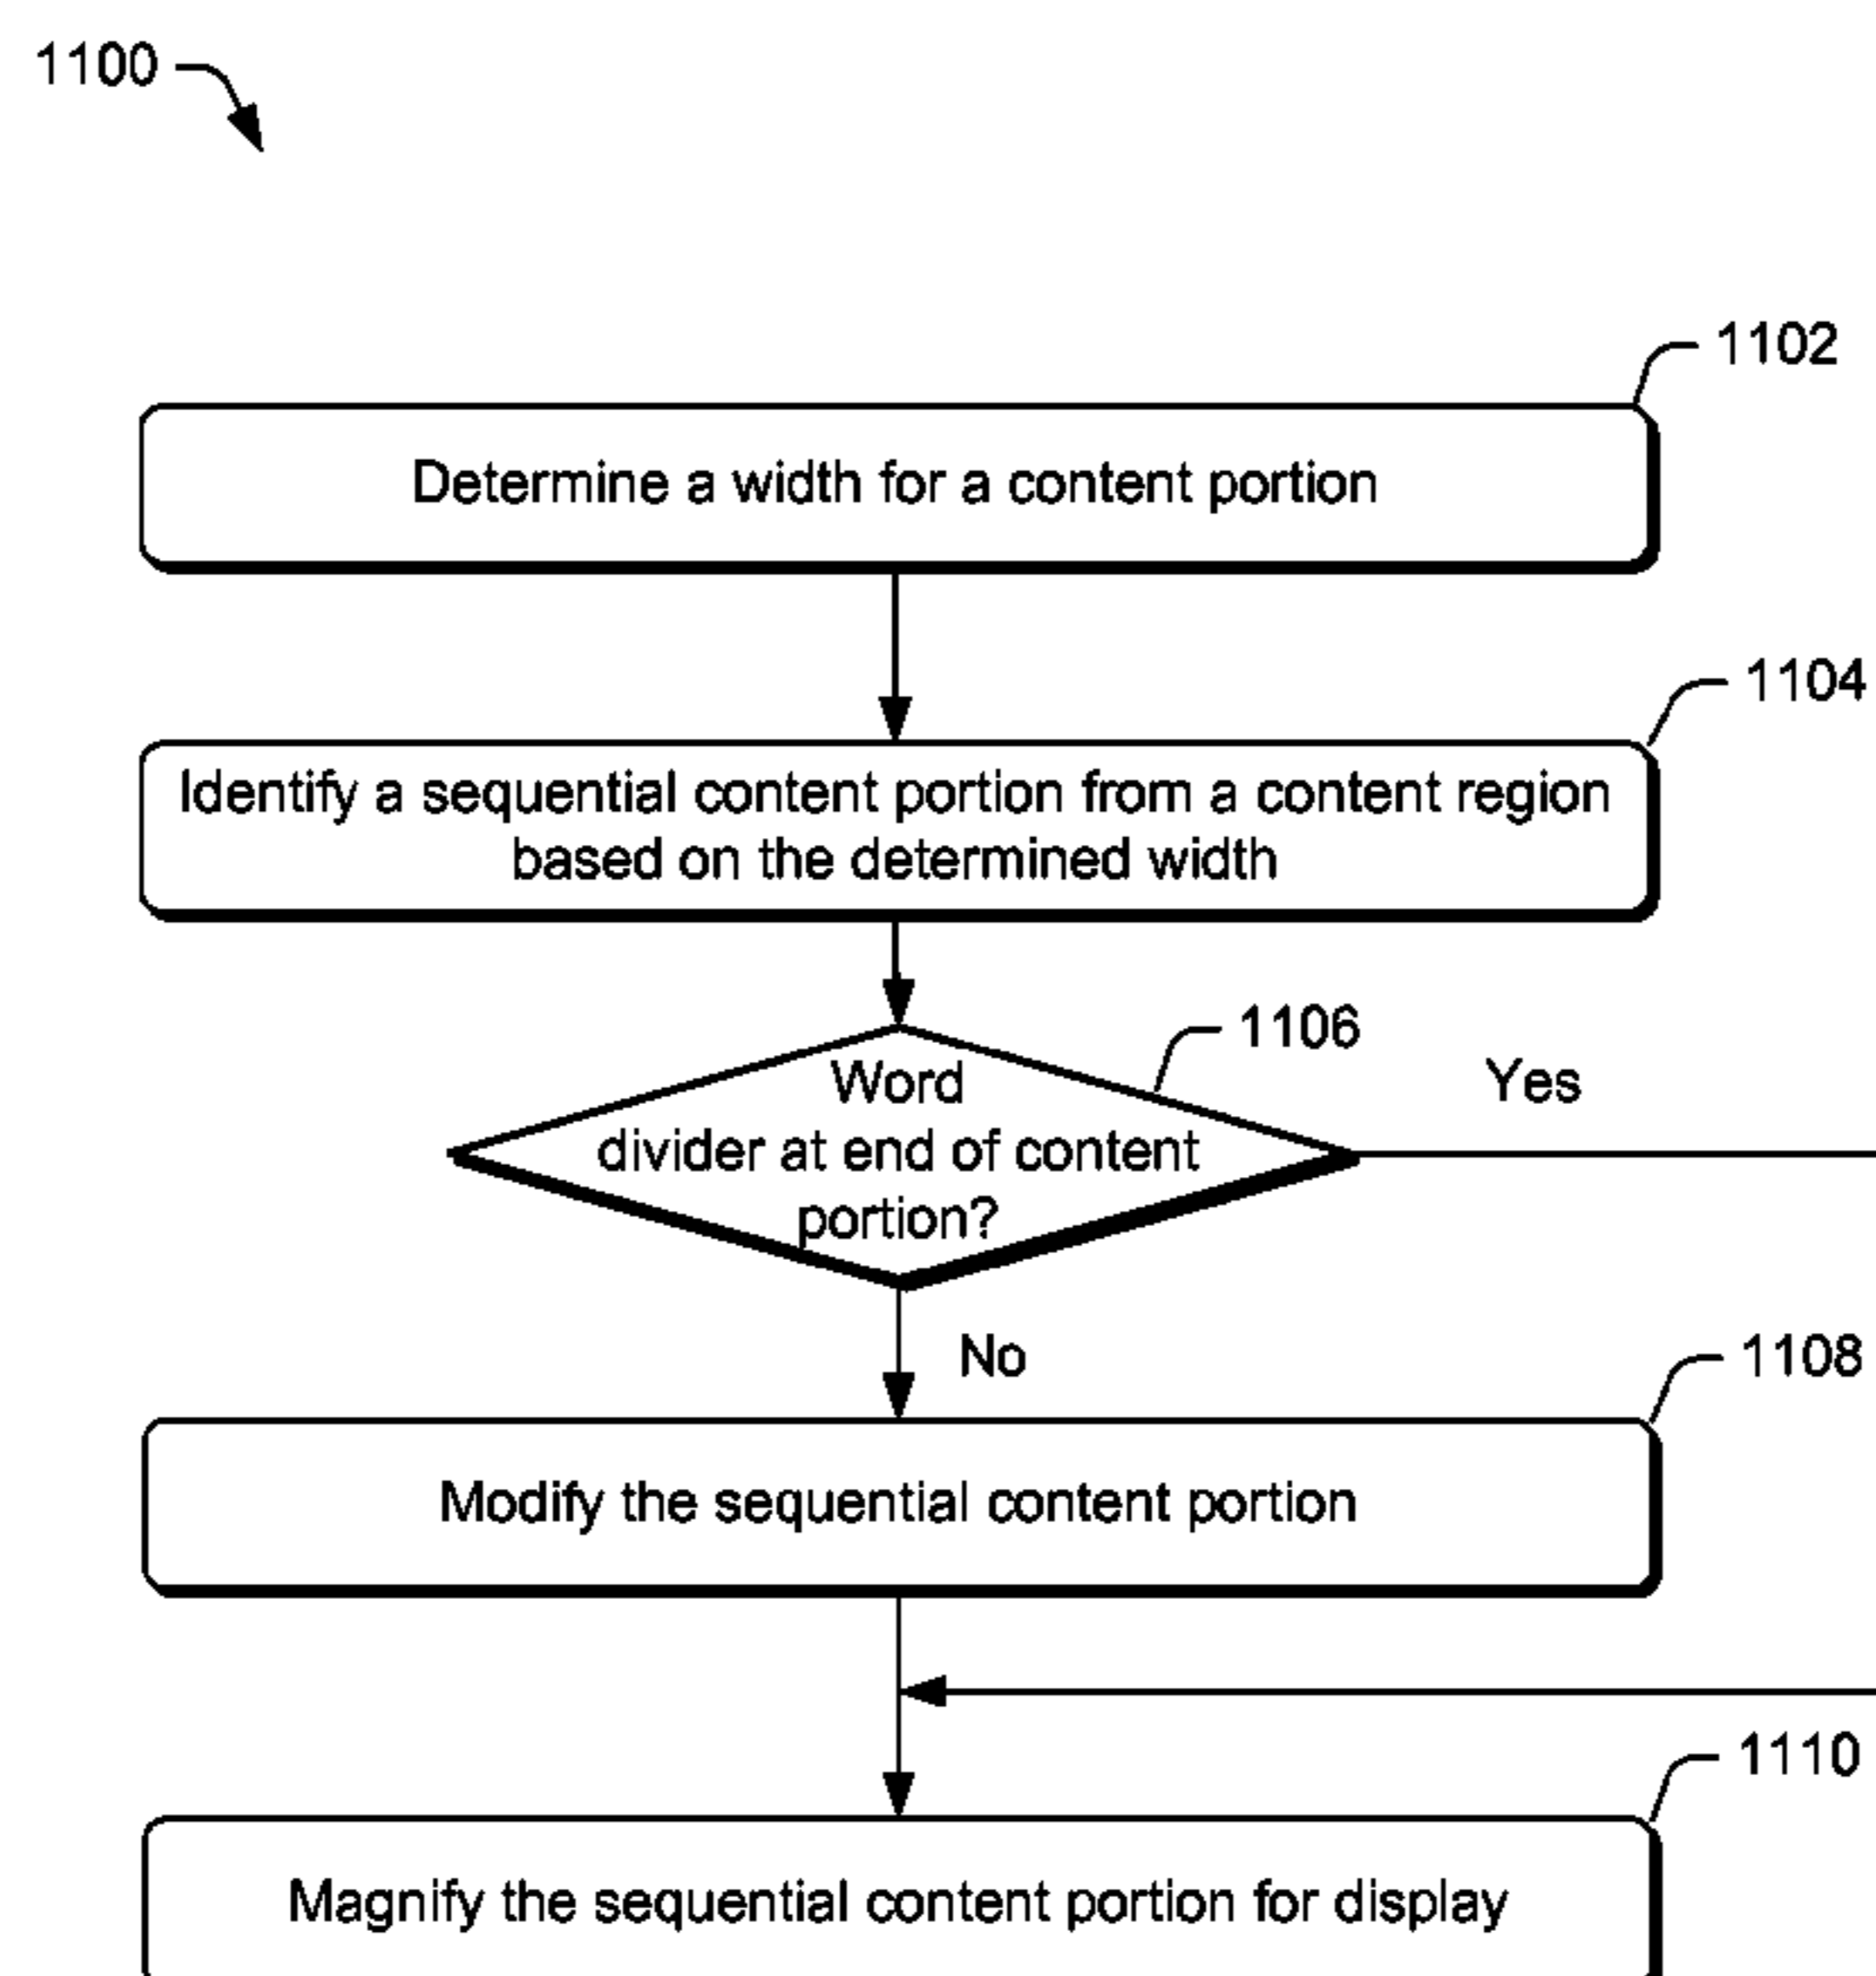 1100
1102
Determine a width for a content portion
1104
Identify a sequential content portion from a content region
based on the determined width
1106
Word
divider at end of content
portion?
Yes
No
1108
Modify the sequential content portion
1110
Magnify the sequential content portion for display